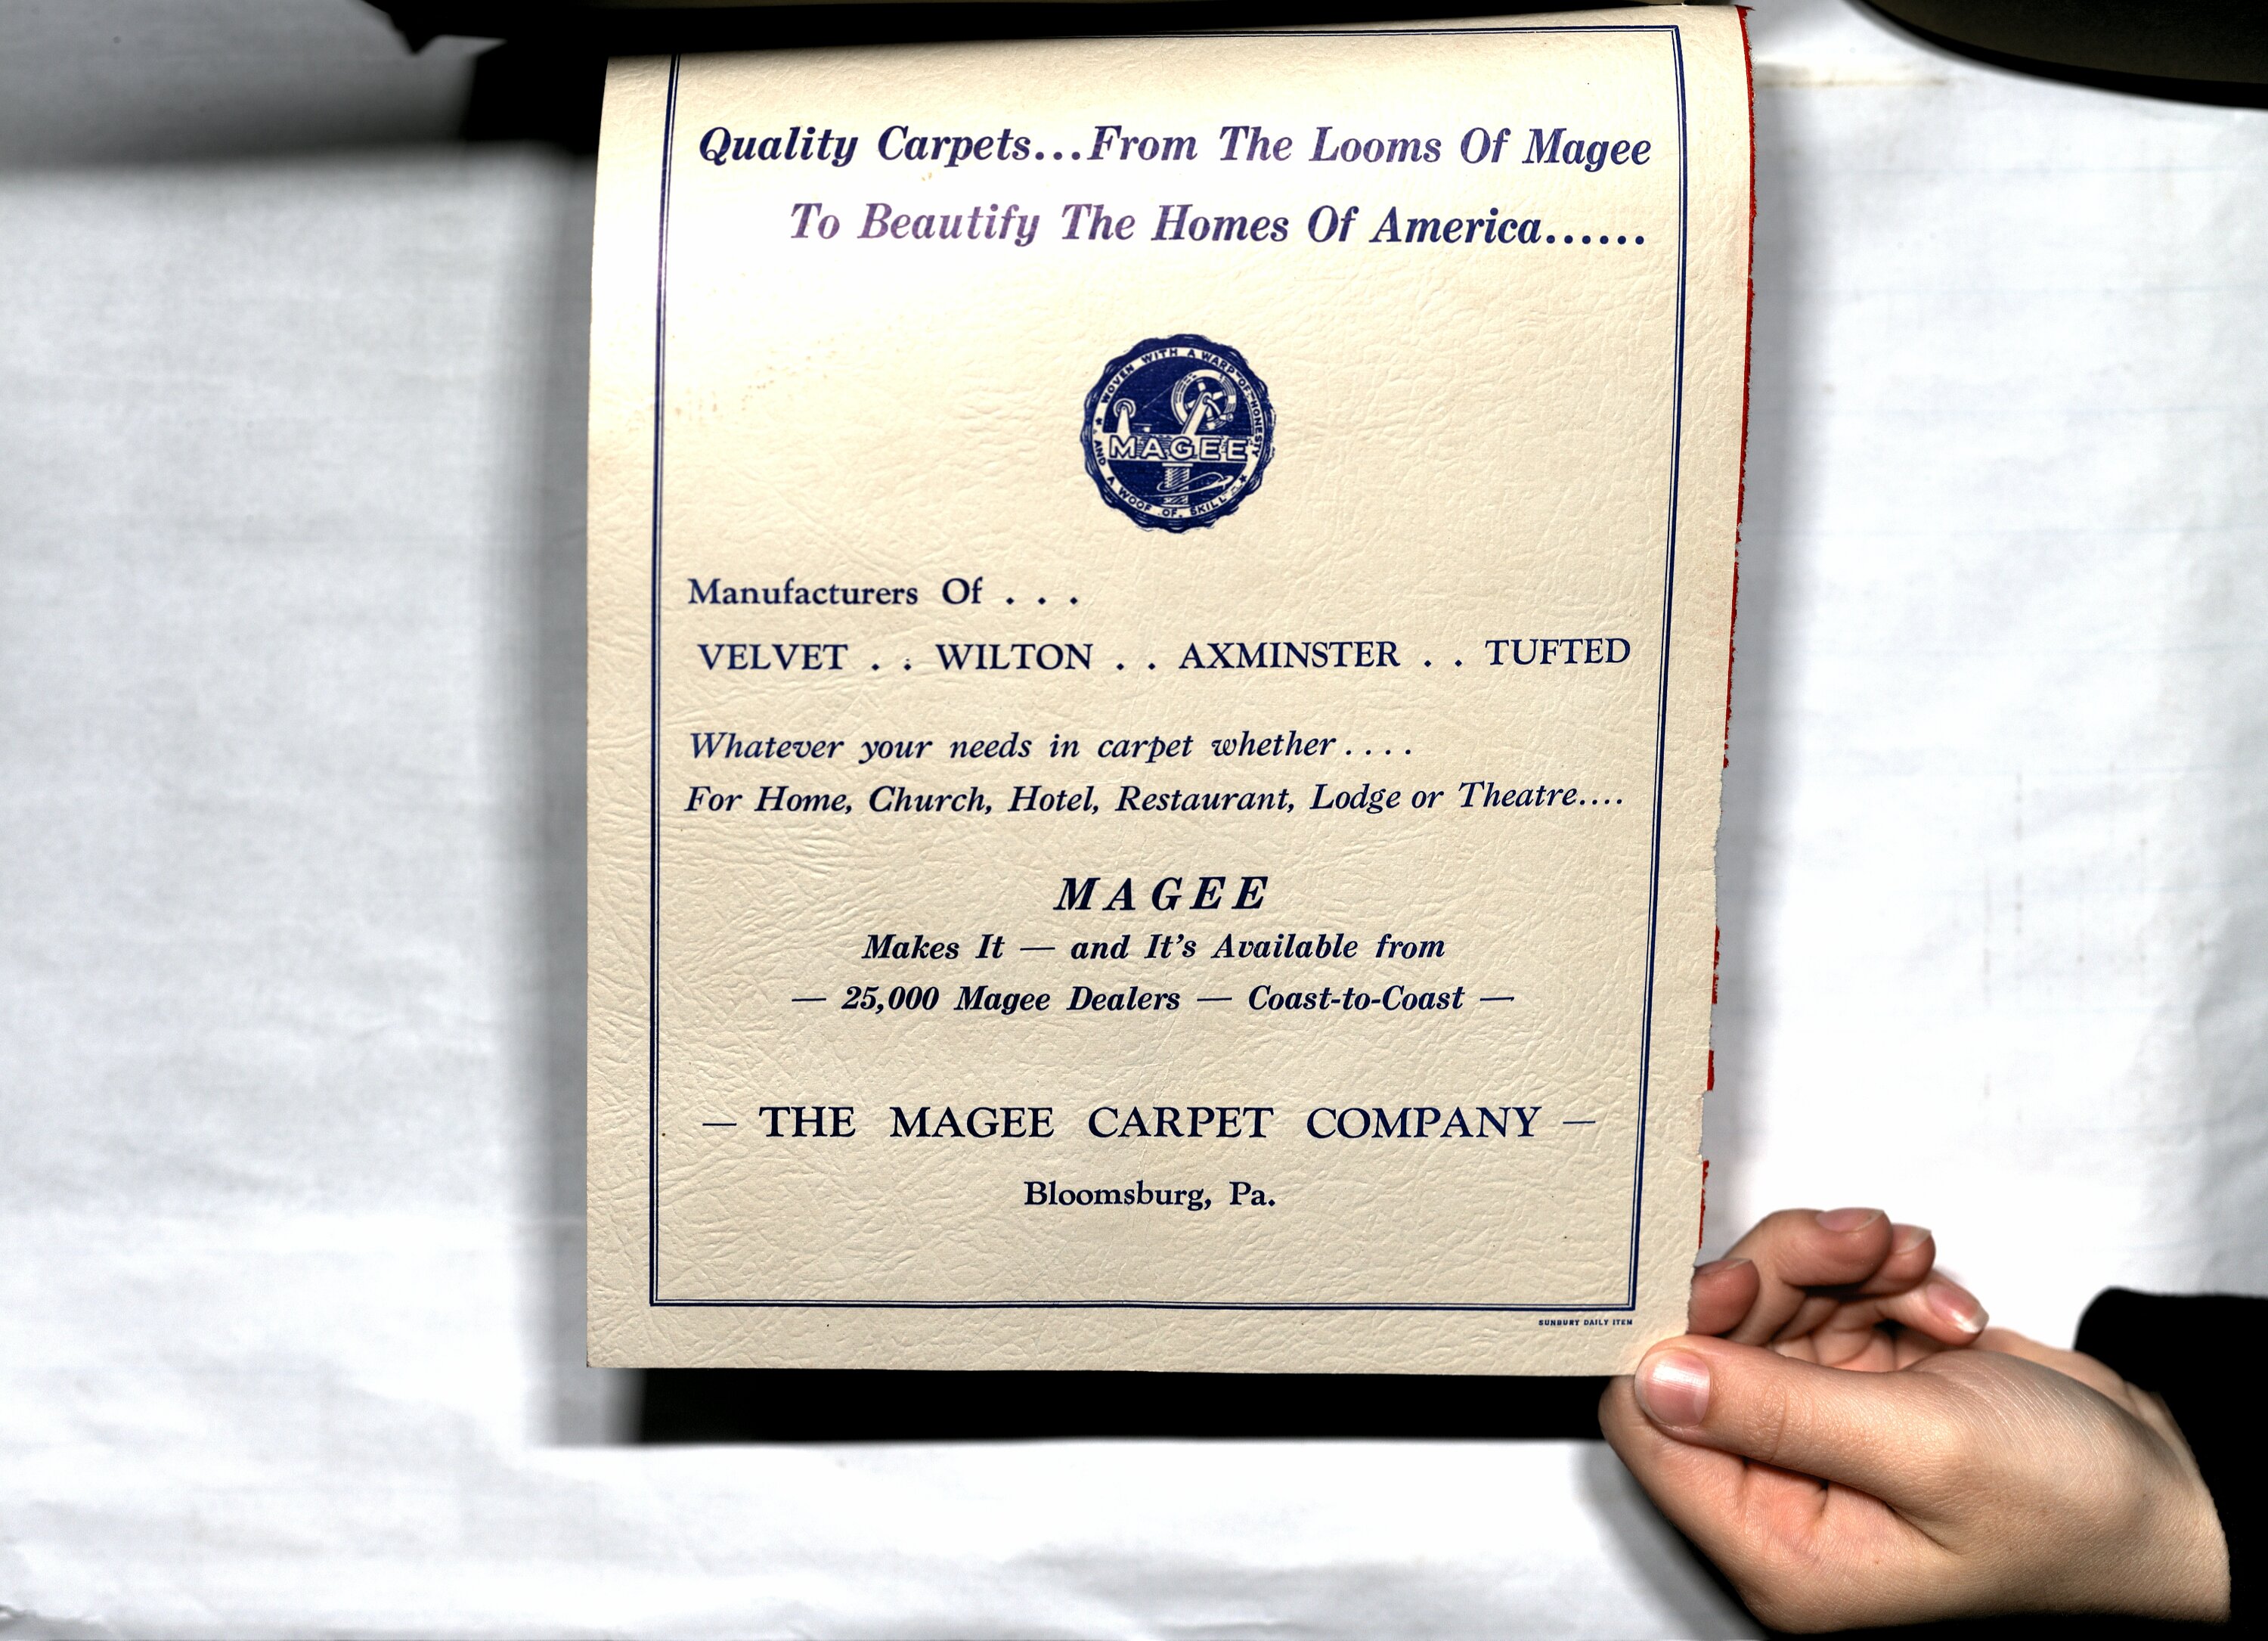 Quality Carpets...From The Looms Of Magee
To Beautify The Homes Of America......
WOVEN WITH A WARP OF HONESTY
MAGEE
AND A WOOF OF SKILL
Manufacturers Of . . .
VELVET . . WILTON . . AXMINSTER . . TUFTED
Whatever your needs in carpet whether . . . .
For Home, Church, Hotel, Restaurant, Lodge or Theatre....
MAGEE
Makes It — and It's Available from
— 25,000 Magee Dealers — Coast-to-Coast —
— THE MAGEE CARPET COMPANY —
Bloomsburg, Pa.
SUNBURY DAILY ITEM